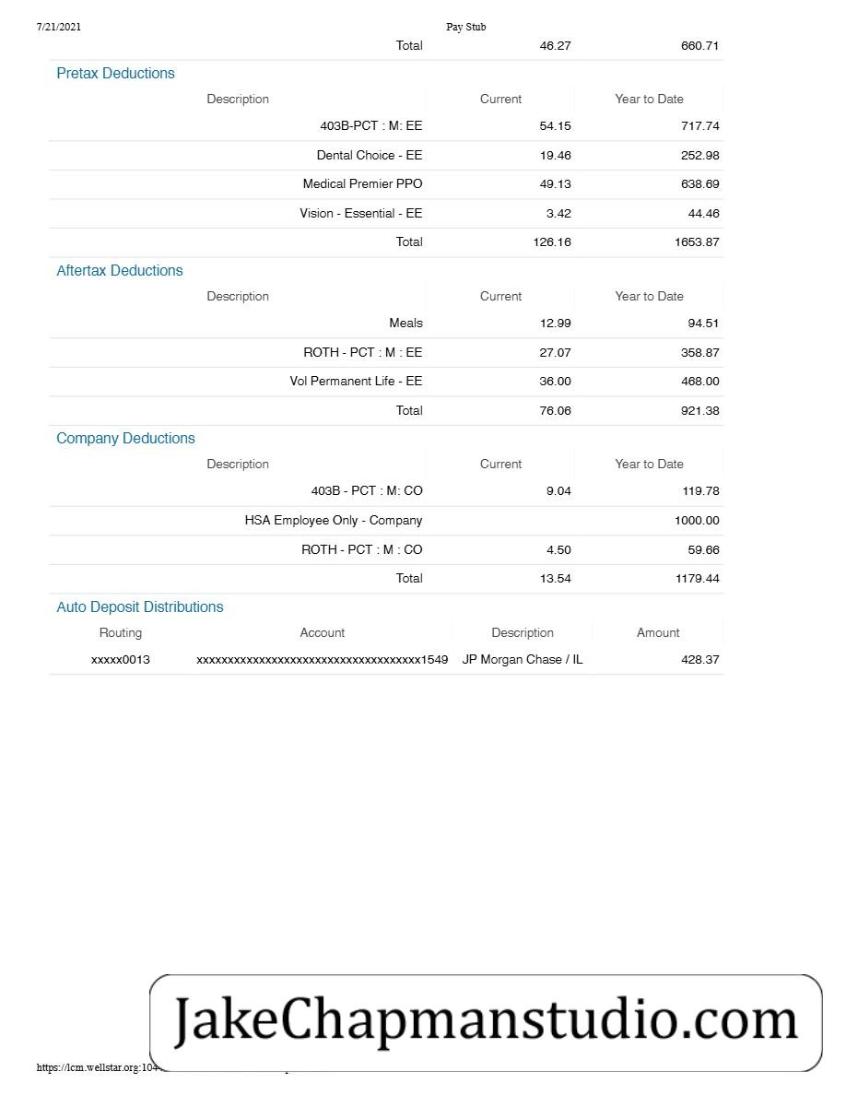 7/21/2021 Pay Stub
Total 46.27 660.71
Pretax Deductions
Description Current Year to Date
403B-PCT : M: EE 54.15 717.74
Dental Choice - EE 19.46 252.98
Medical Premier PPO 49.13 638.69
Vision - Essential - EE 3.42 44.46
Total 126.16 1653.87
Aftertax Deductions
Description Current Year to Date
Meals 12.99 94.51
ROTH - PCT : M : EE 27.07 358.87
Vol Permanent Life - EE 36.00 468.00
Total 76.06 921.38
Company Deductions
Description Current Year to Date
403B - PCT : M: CO 9.04 119.78
HSA Employee Only - Company 1000.00
ROTH - PCT : M : CO 4.50 59.66
Total 13.54 1179.44
Auto Deposit Distributions
Routing Account Description Amount
xxxxx0013 xxxxxxxxxxxxxxxxxxxxxxxxxxxxxxxxxxxx1549 JP Morgan Chase / IL 428.37
JakeChapmanstudio.com
https://lcm.wellstar.org:104